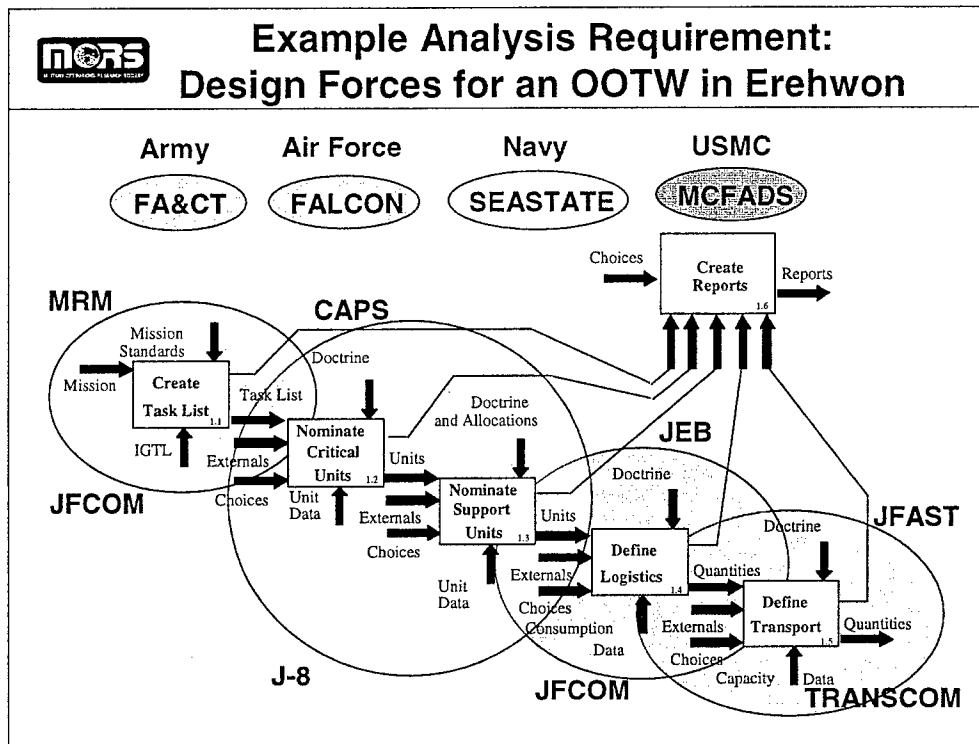 MORS
MILITARY OPERATIONS RESEARCH SOCIETY
Example Analysis Requirement:
Design Forces for an OOTW in Erehwon
Army
Air Force
Navy
USMC
FA&CT
FALCON
SEASTATE
MCFADS
Choices
Create
Reports
1.6
Reports
MRM
CAPS
Mission
Standards
Doctrine
Mission
Create
Task List
1.1
Task List
IGTL
Externals
Choices
JFCOM
Nominate
Critical
Units
1.2
Unit
Data
Units
Doctrine
and Allocations
Externals
Choices
Nominate
Support
Units
1.3
Unit
Data
J-8
JEB
Units
Doctrine
Externals
Choices
Define
Logistics
1.4
Consumption
Data
JFCOM
JFAST
Doctrine
Quantities
Externals
Choices
Define
Transport
1.5
Quantities
Capacity
Data
TRANSCOM